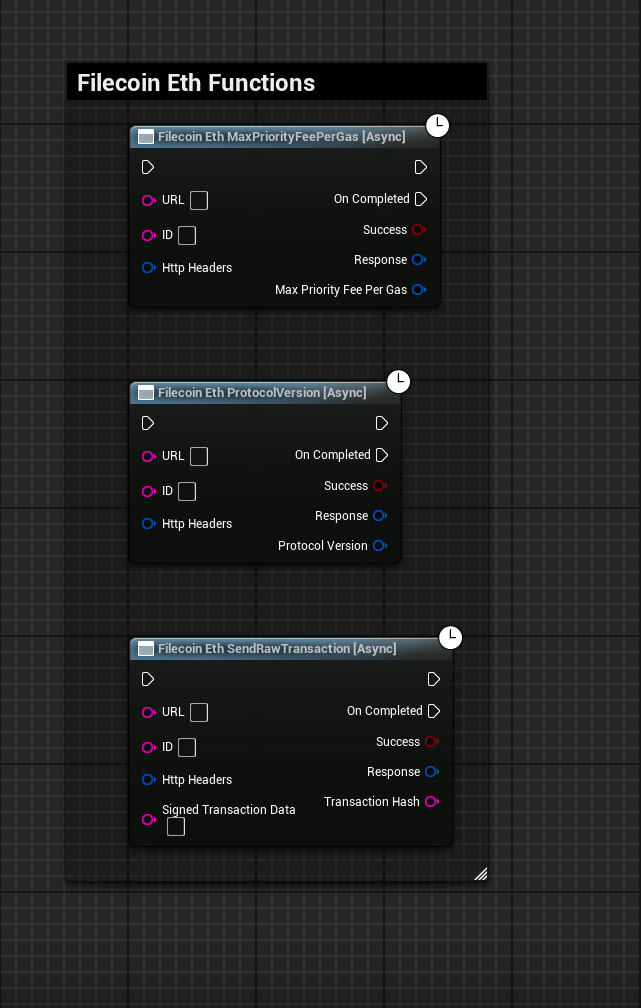 Filecoin Eth Functions
Filecoin Eth MaxPriorityFeePerGas [Async]
URL
On Completed
ID
Success
Http Headers
Response
Max Priority Fee Per Gas
Filecoin Eth ProtocolVersion [Async]
URL
On Completed
ID
Success
Http Headers
Response
Protocol Version
Filecoin Eth SendRawTransaction [Async]
URL
On Completed
ID
Success
Http Headers
Response
Signed Transaction Data
Transaction Hash